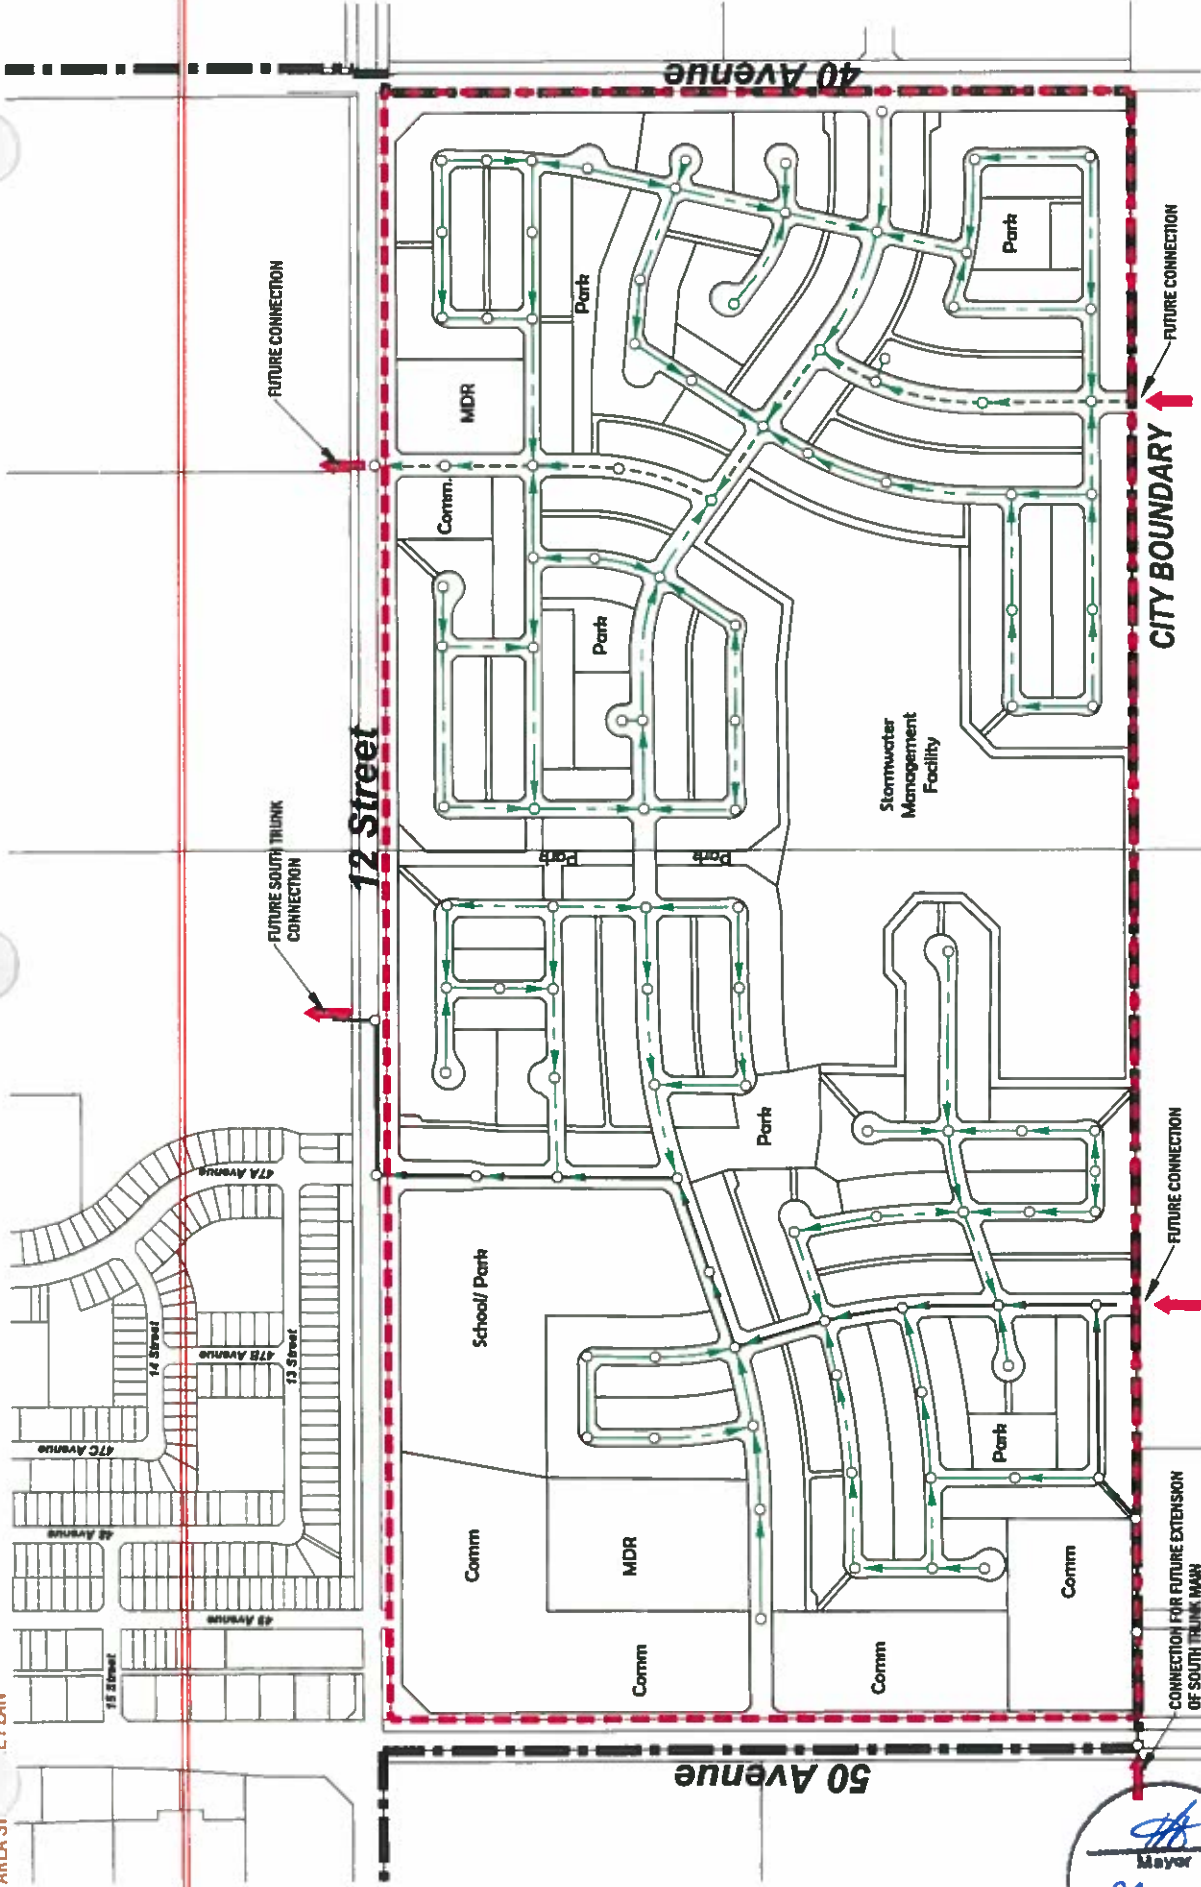 40 Avenue
FUTURE CONNECTION
Park
Park
MDR
Comm.
Park
FUTURE CONNECTION
CITY BOUNDARY
12 Street
FUTURE SOUTH TRUNK
CONNECTION
Stormwater
Management
Facility
Park
Park
Park
47A Avenue
School/ Park
14 Street
47B Avenue
13 Street
47C Avenue
48 Avenue
49 Avenue
15 Street
FUTURE CONNECTION
Park
Comm
MDR
Comm
Comm
Comm
CONNECTION FOR FUTURE EXTENSION
OF SOUTH TRUNK MAIN
50 Avenue
Mayor